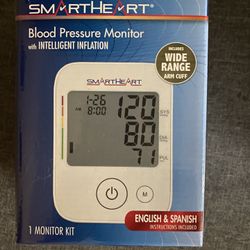 SMARTHEART®
Blood Pressure Monitor
with INTELLIGENT INFLATION
INCLUDES
WIDE
RANGE
ARM CUFF
SMARTHEART
1-26
AM 8:00
120
SYS
80
DIA
71
PUL
M
1 MONITOR KIT
ENGLISH & SPANISH
INSTRUCTIONS INCLUDED